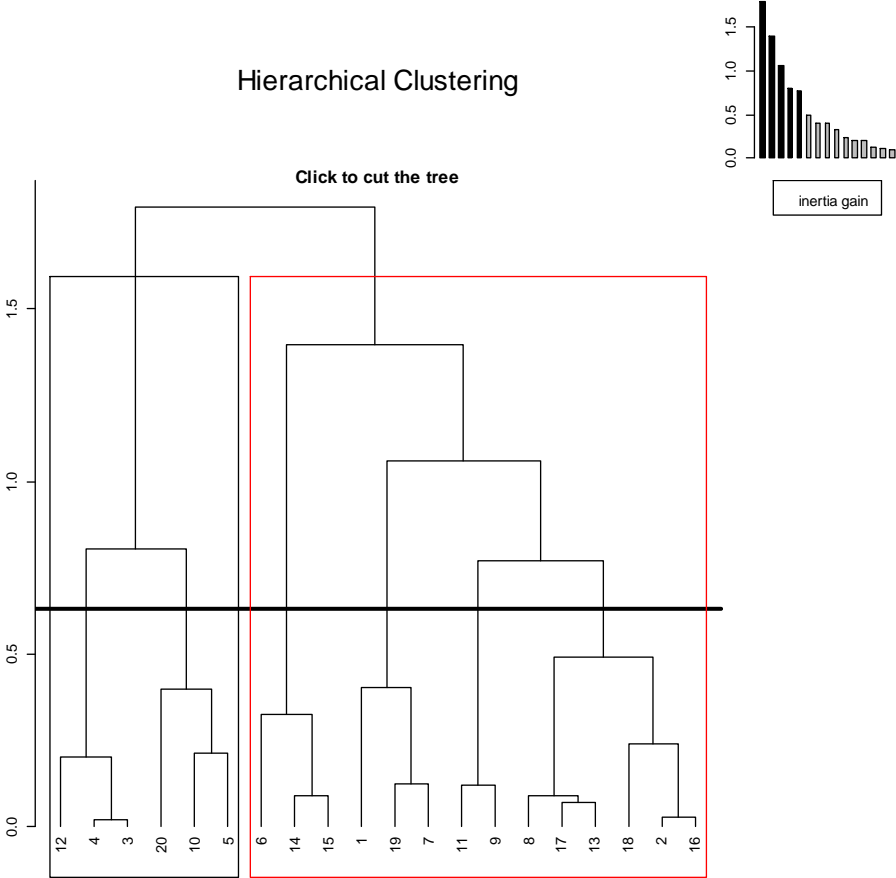 Hierarchical Clustering
Click to cut the tree
0.0 0.5 1.0 1.5
inertia gain
0.0 0.5 1.0 1.5
12 4 3 20 10 5 6 14 15 1 19 7 11 9 8 17 13 18 2 16